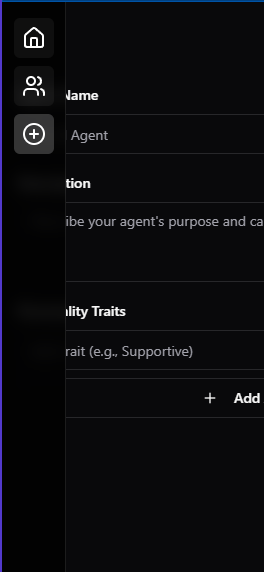 Name
Agent
tion
ibe your agent's purpose and ca
ality Traits
rait (e.g., Supportive)
Add